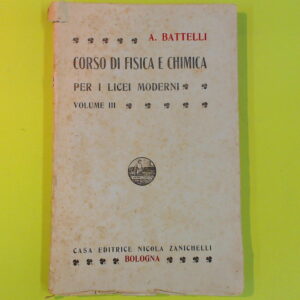 A. BATTELLI
CORSO DI FISICA E CHIMICA
PER I LICEI MODERNI
VOLUME III
CASA EDITRICE NICOLA ZANICHELLI
BOLOGNA